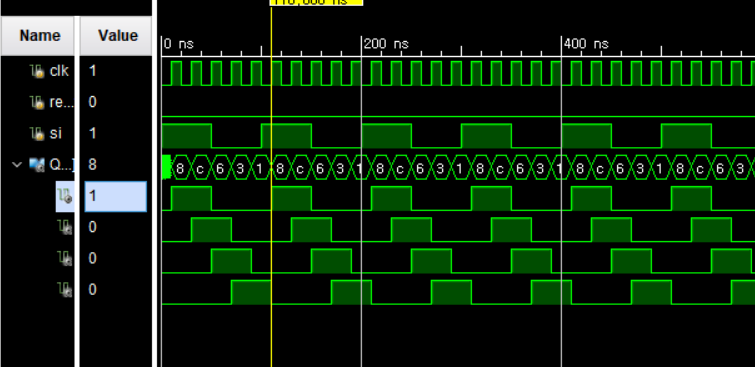 110,000 ns
Name Value
0 ns 200 ns 400 ns
clk 1
re... 0
si 1
Q...] 8 8 c 6 3 1 8 c 6 3 1 8 c 6 3 1 8 c 6 3 1 8 c 6 3 1 8 c 6 3
1
0
0
0